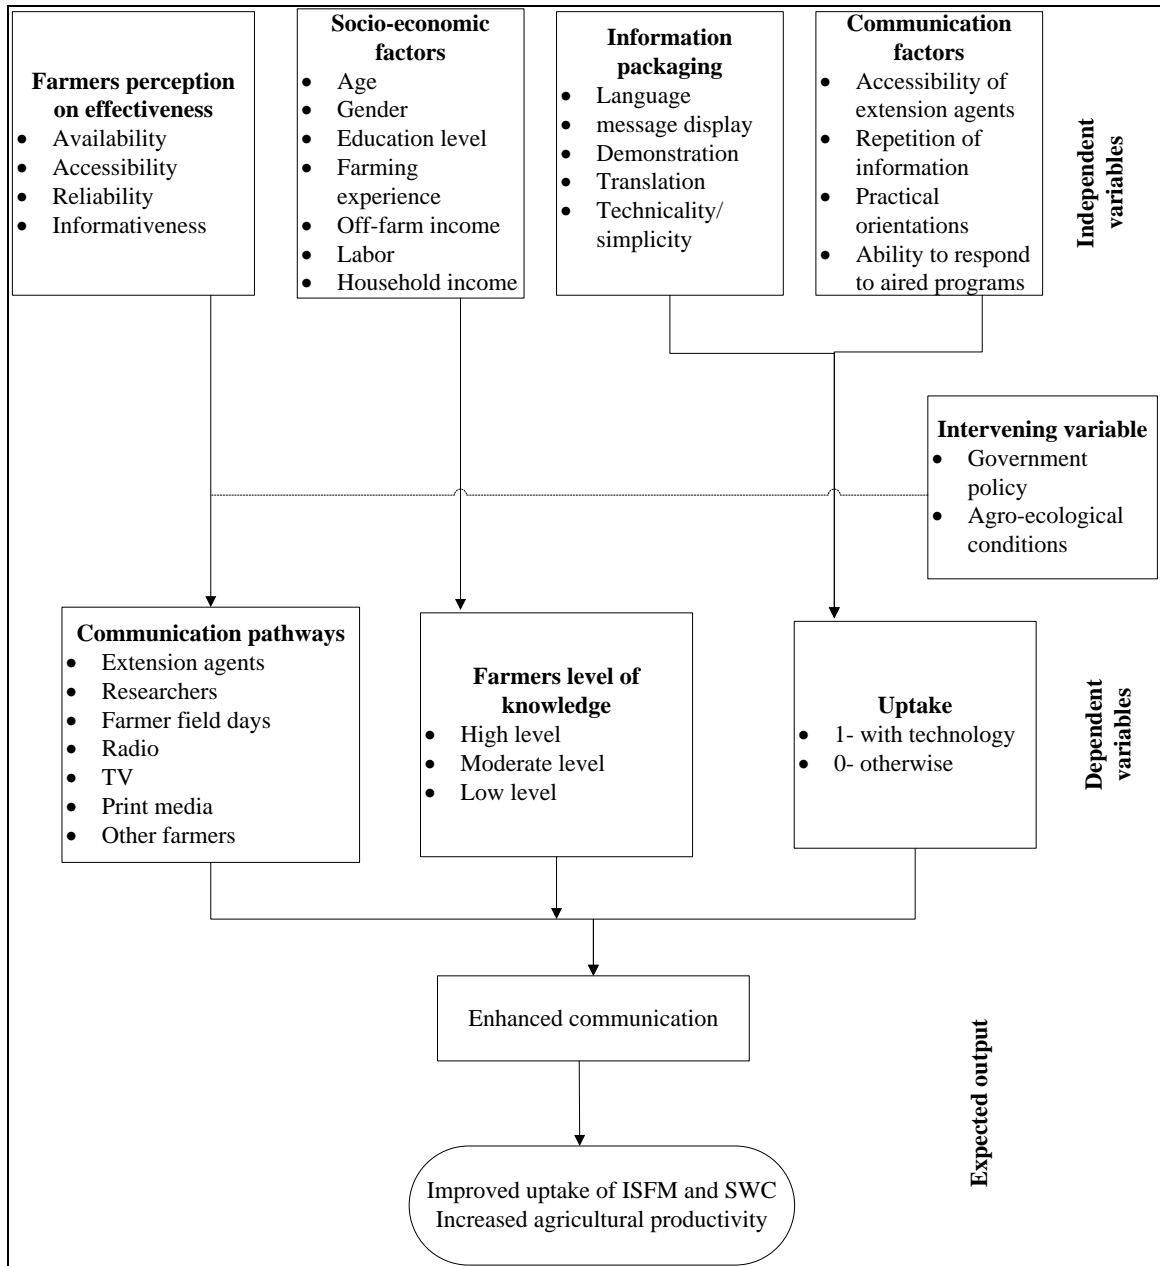 Farmers perception
on effectiveness
• Availability
• Accessibility
• Reliability
• Informativeness
Socio-economic
factors
• Age
• Gender
• Education level
• Farming
experience
• Off-farm income
• Labor
• Household income
Information
packaging
• Language
• message display
• Demonstration
• Translation
• Technicality/
simplicity
Communication
factors
• Accessibility of
extension agents
• Repetition of
information
• Practical
orientations
• Ability to respond
to aired programs
Independent
variables
Intervening variable
• Government
policy
• Agro-ecological
conditions
Communication pathways
• Extension agents
• Researchers
• Farmer field days
• Radio
• TV
• Print media
• Other farmers
Farmers level of
knowledge
• High level
• Moderate level
• Low level
Uptake
• 1- with technology
• 0- otherwise
Dependent
variables
Enhanced communication
Expected output
Improved uptake of ISFM and SWC
Increased agricultural productivity